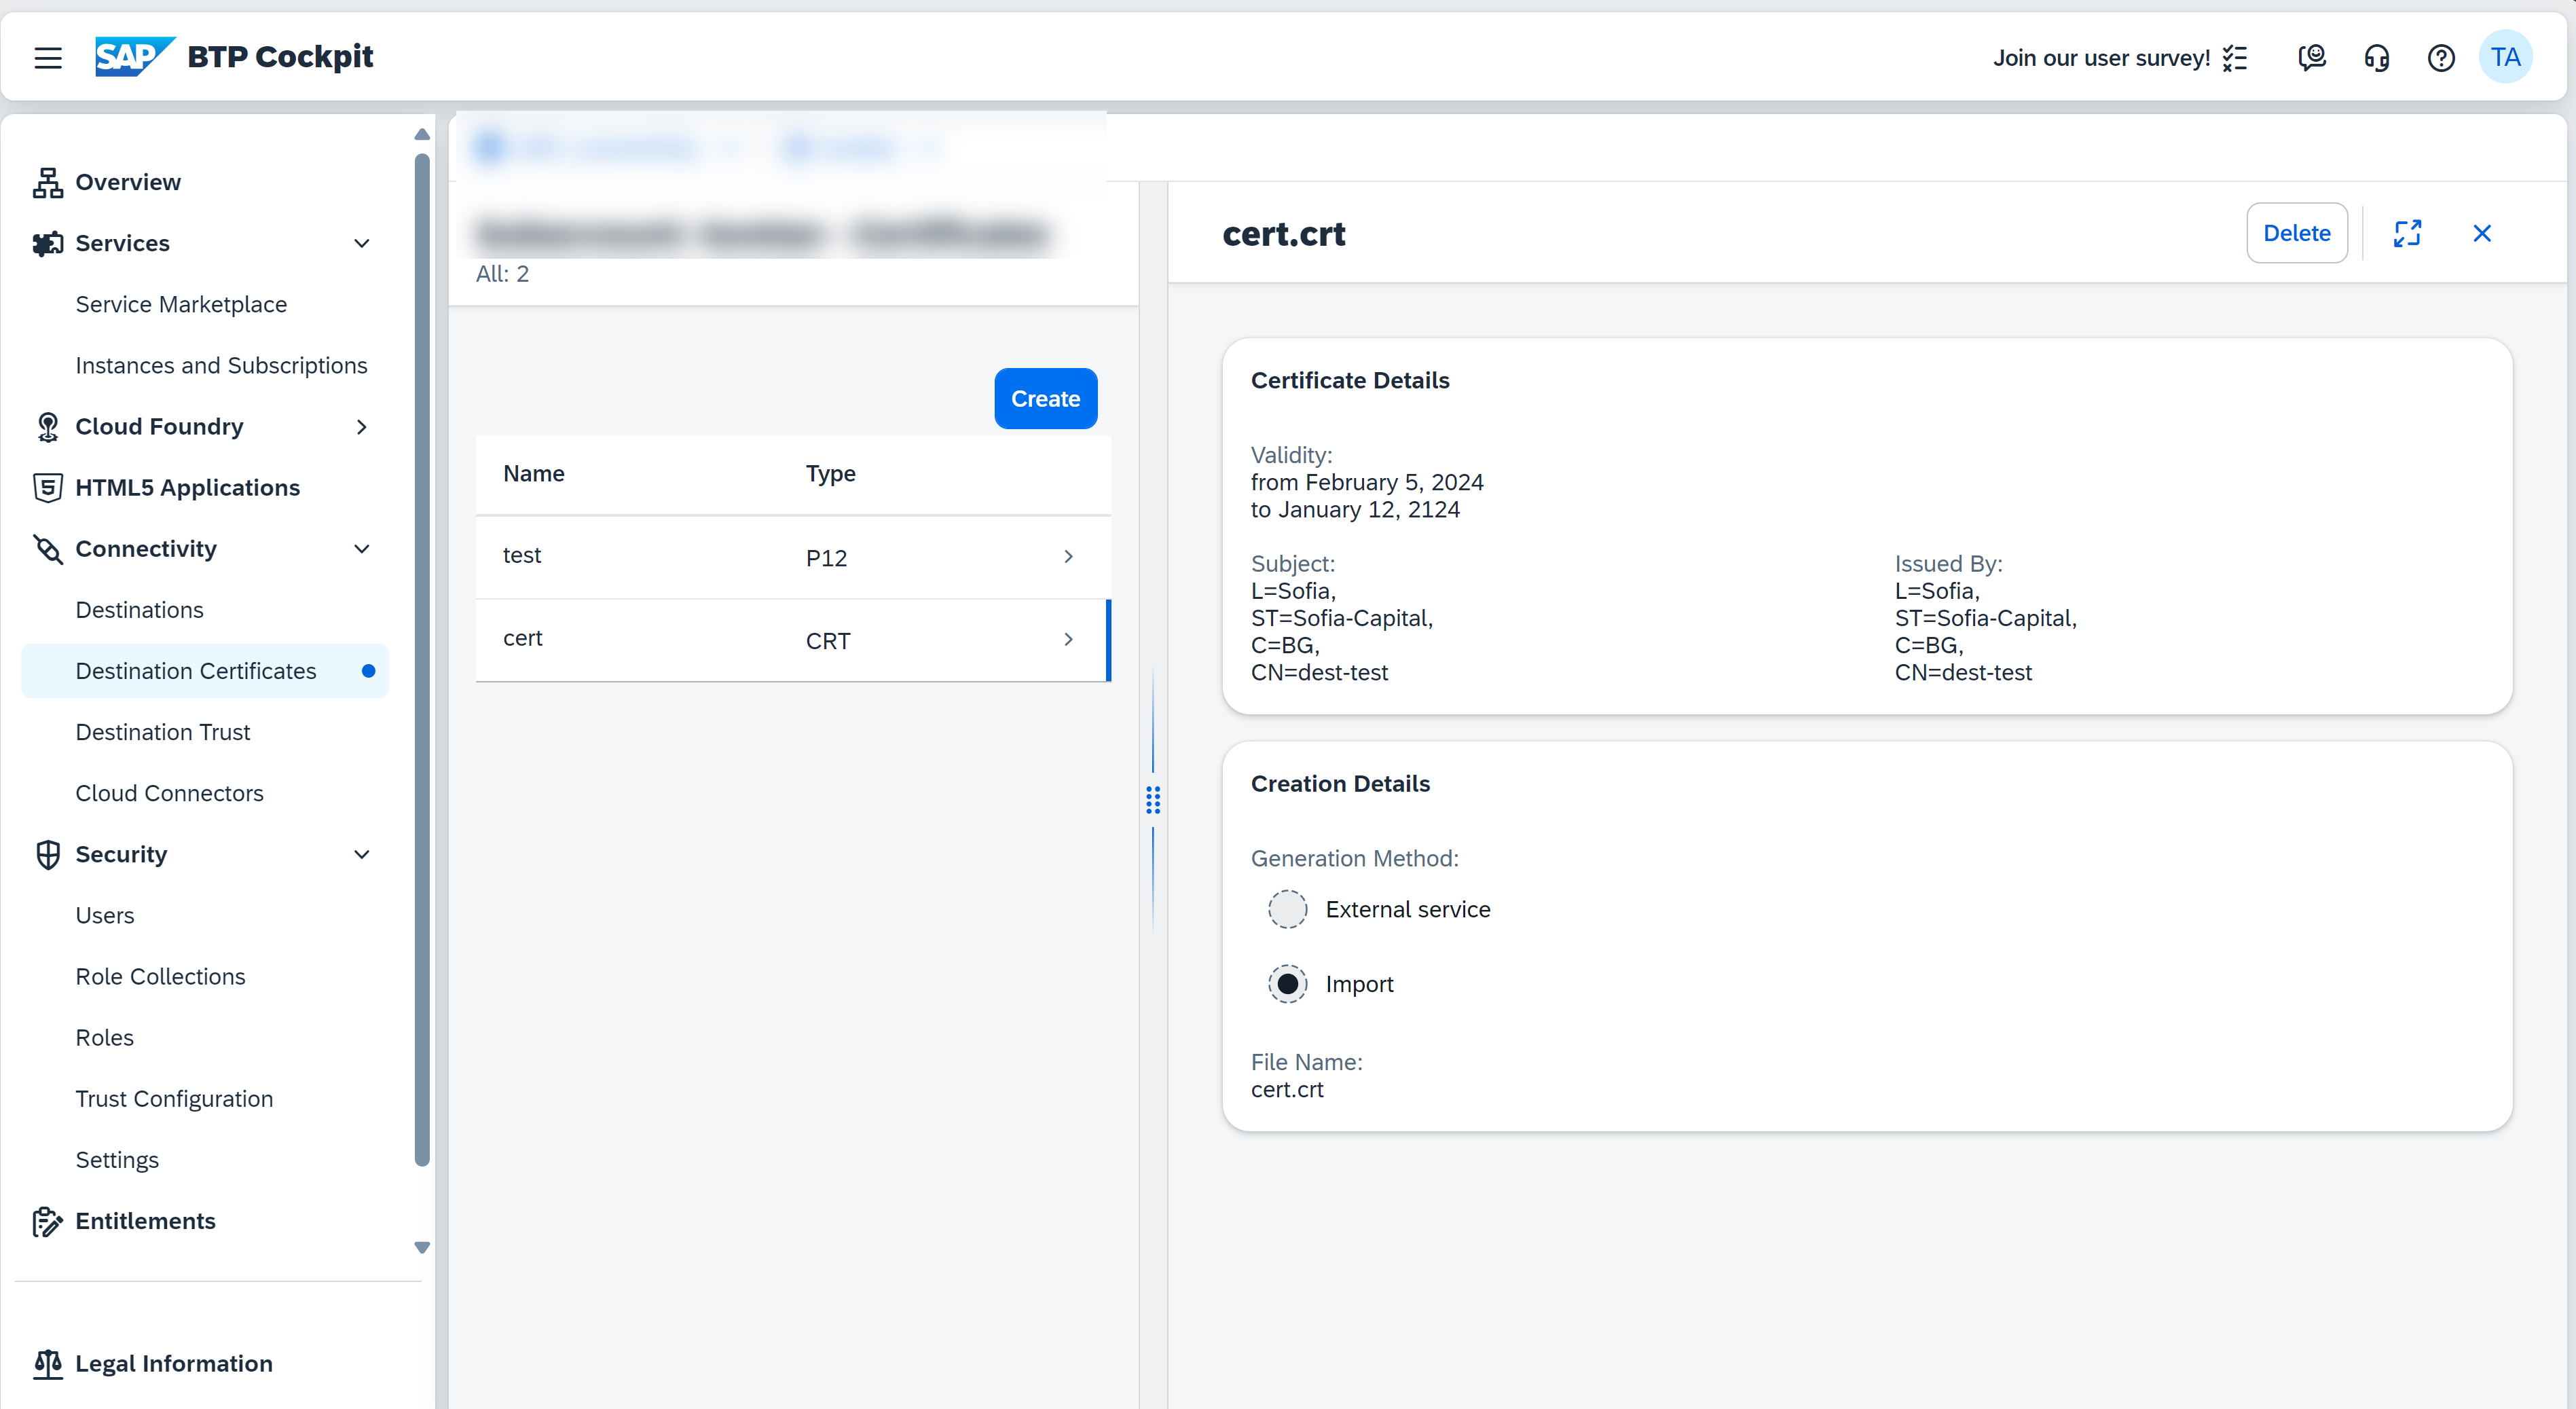 SAP BTP Cockpit
Join our user survey!
TA
Overview
Services
Service Marketplace
Instances and Subscriptions
Cloud Foundry
HTML5 Applications
Connectivity
Destinations
Destination Certificates
Destination Trust
Cloud Connectors
Security
Users
Role Collections
Roles
Trust Configuration
Settings
Entitlements
Legal Information
All: 2
Create
Name Type
test P12
cert CRT
cert.crt
Delete
Certificate Details
Validity:
from February 5, 2024
to January 12, 2124
Subject:
L=Sofia,
ST=Sofia-Capital,
C=BG,
CN=dest-test
Issued By:
L=Sofia,
ST=Sofia-Capital,
C=BG,
CN=dest-test
Creation Details
Generation Method:
External service
Import
File Name:
cert.crt